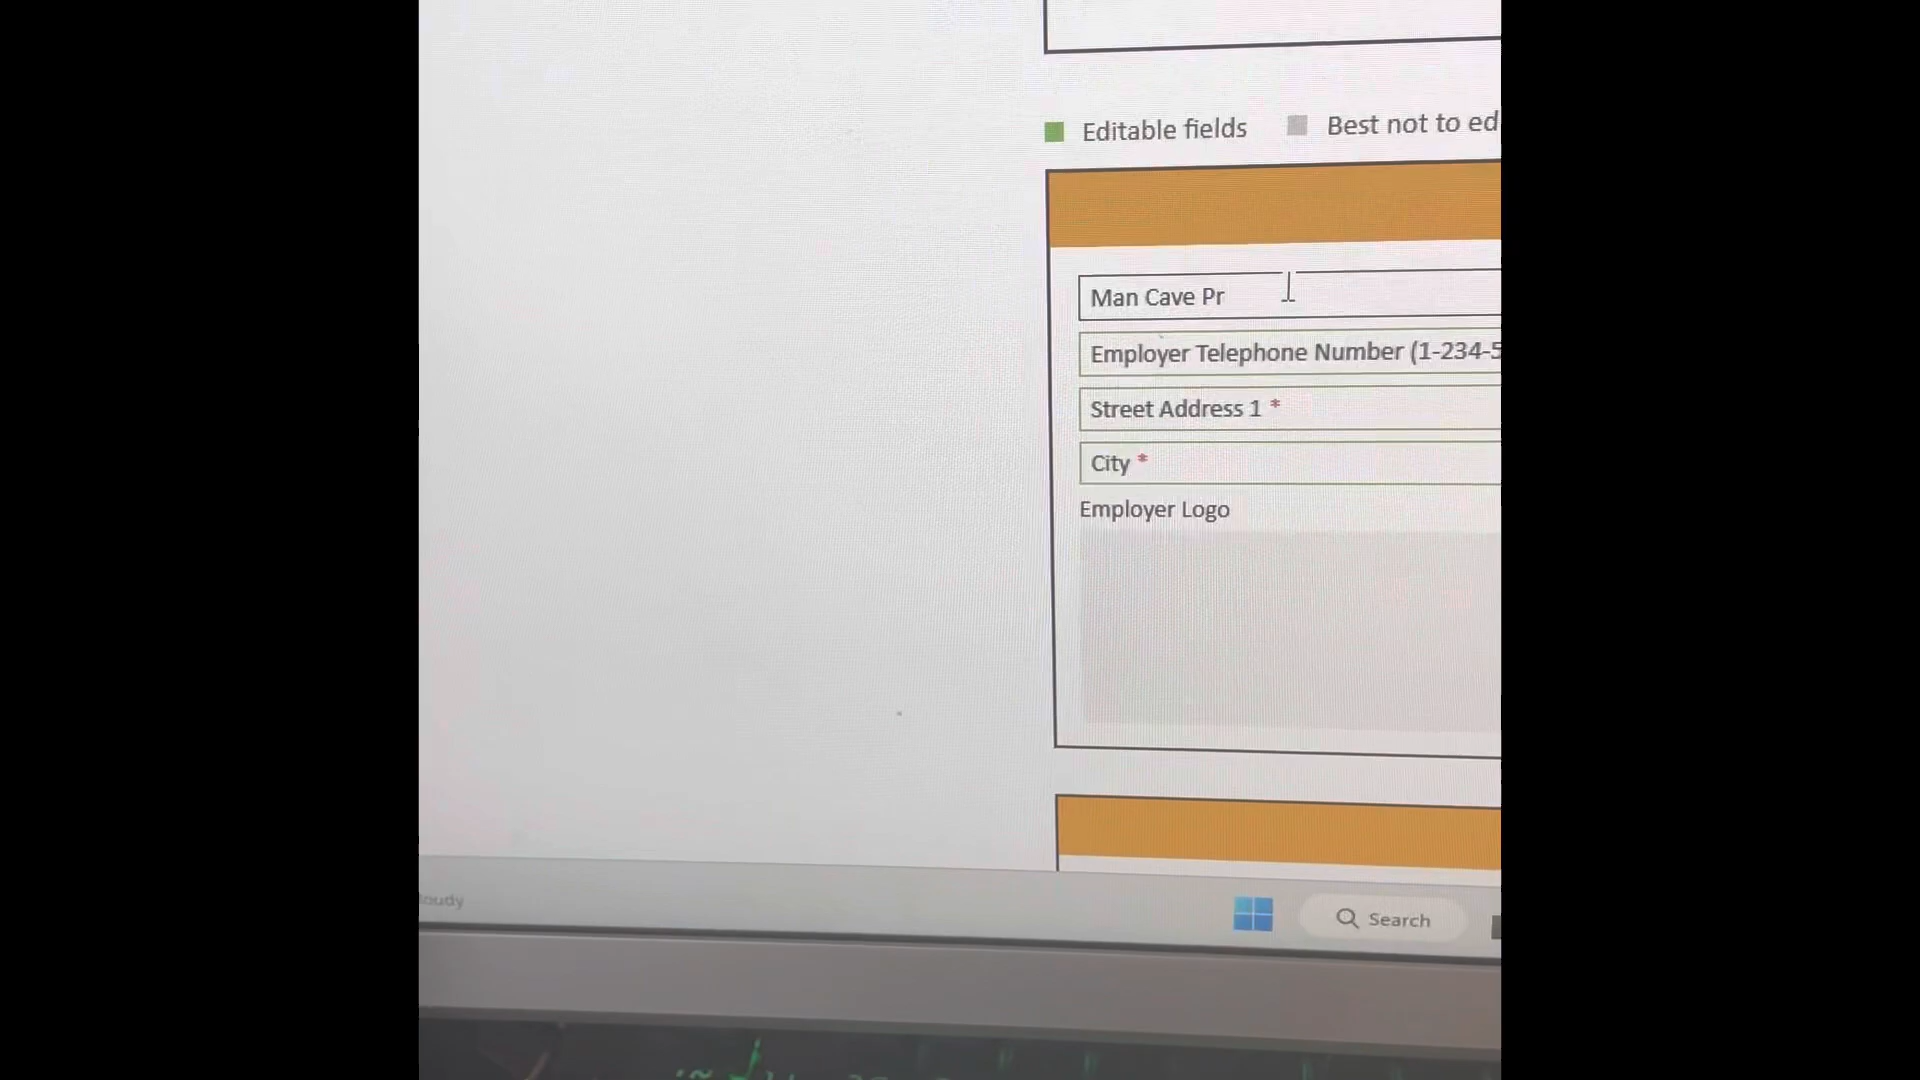 Editable fields Best not to ed
Man Cave Pr
Employer Telephone Number (1-234-5
Street Address 1 *
City *
Employer Logo
oudy
Search